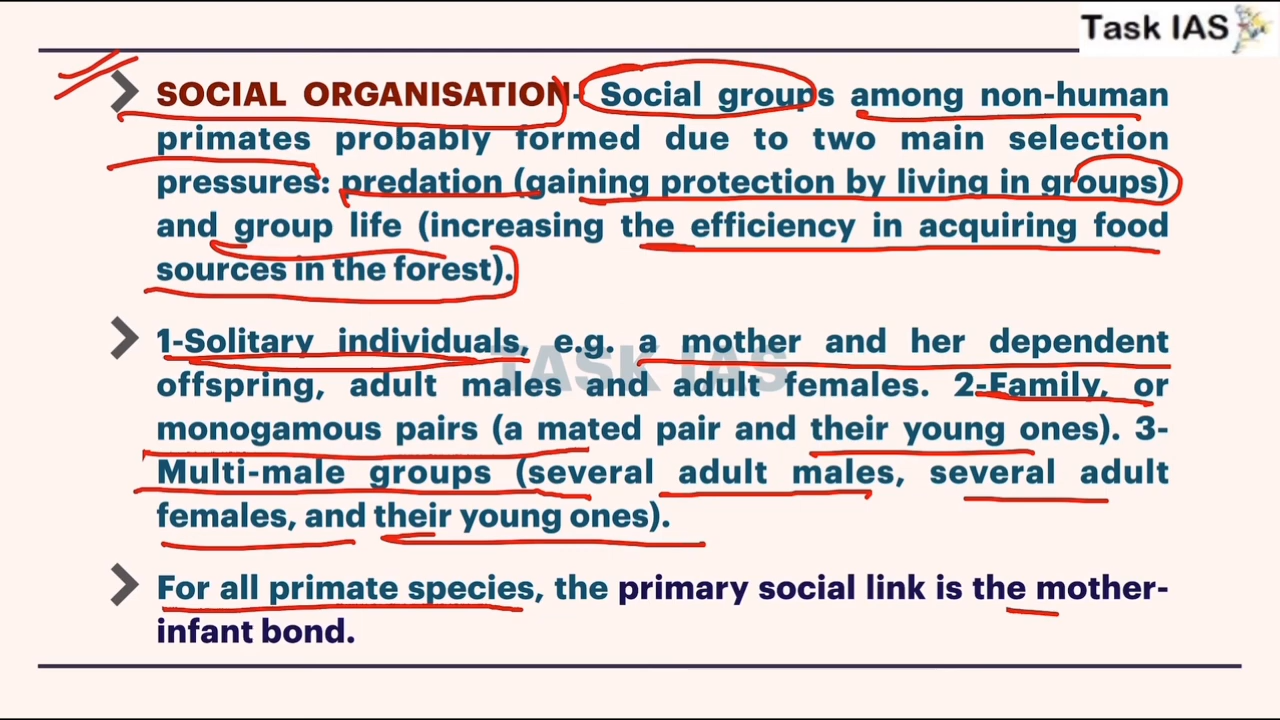 Task IAS
SOCIAL ORGANISATION- Social groups among non-human
primates probably formed due to two main selection
pressures: predation (gaining protection by living in groups)
and group life (increasing the efficiency in acquiring food
sources in the forest).
1-Solitary individuals, e.g. a mother and her dependent
offspring, adult males and adult females. 2-Family, or
monogamous pairs (a mated pair and their young ones). 3-
Multi-male groups (several adult males, several adult
females, and their young ones).
TASK IAS
For all primate species, the primary social link is the mother-
infant bond.